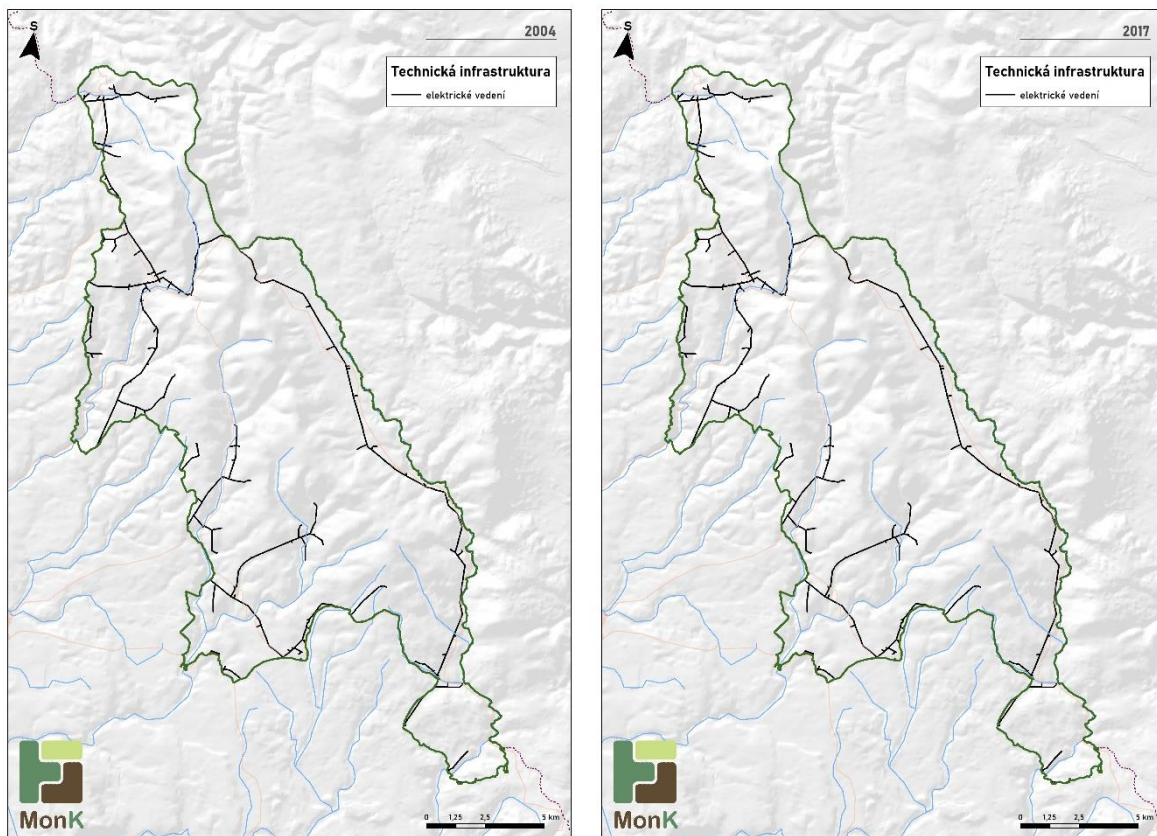 S
2004
Technická infrastruktura
elektrické vedení
MonK
0 1,25 2,5 5 km
S
2017
Technická infrastruktura
elektrické vedení
MonK
0 1,25 2,5 5 km